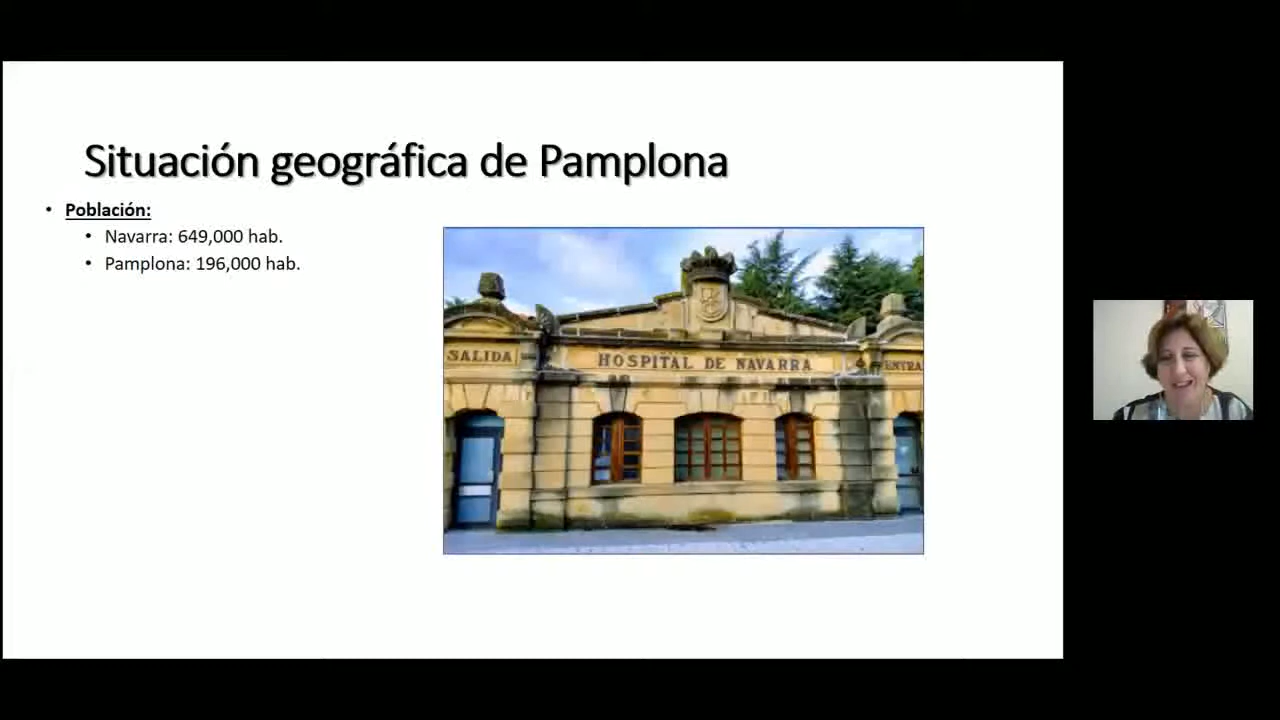 Situación geográfica de Pamplona
• Población:
• Navarra: 649,000 hab.
• Pamplona: 196,000 hab.
SALIDA
HOSPITAL DE NAVARRA
ENTRA